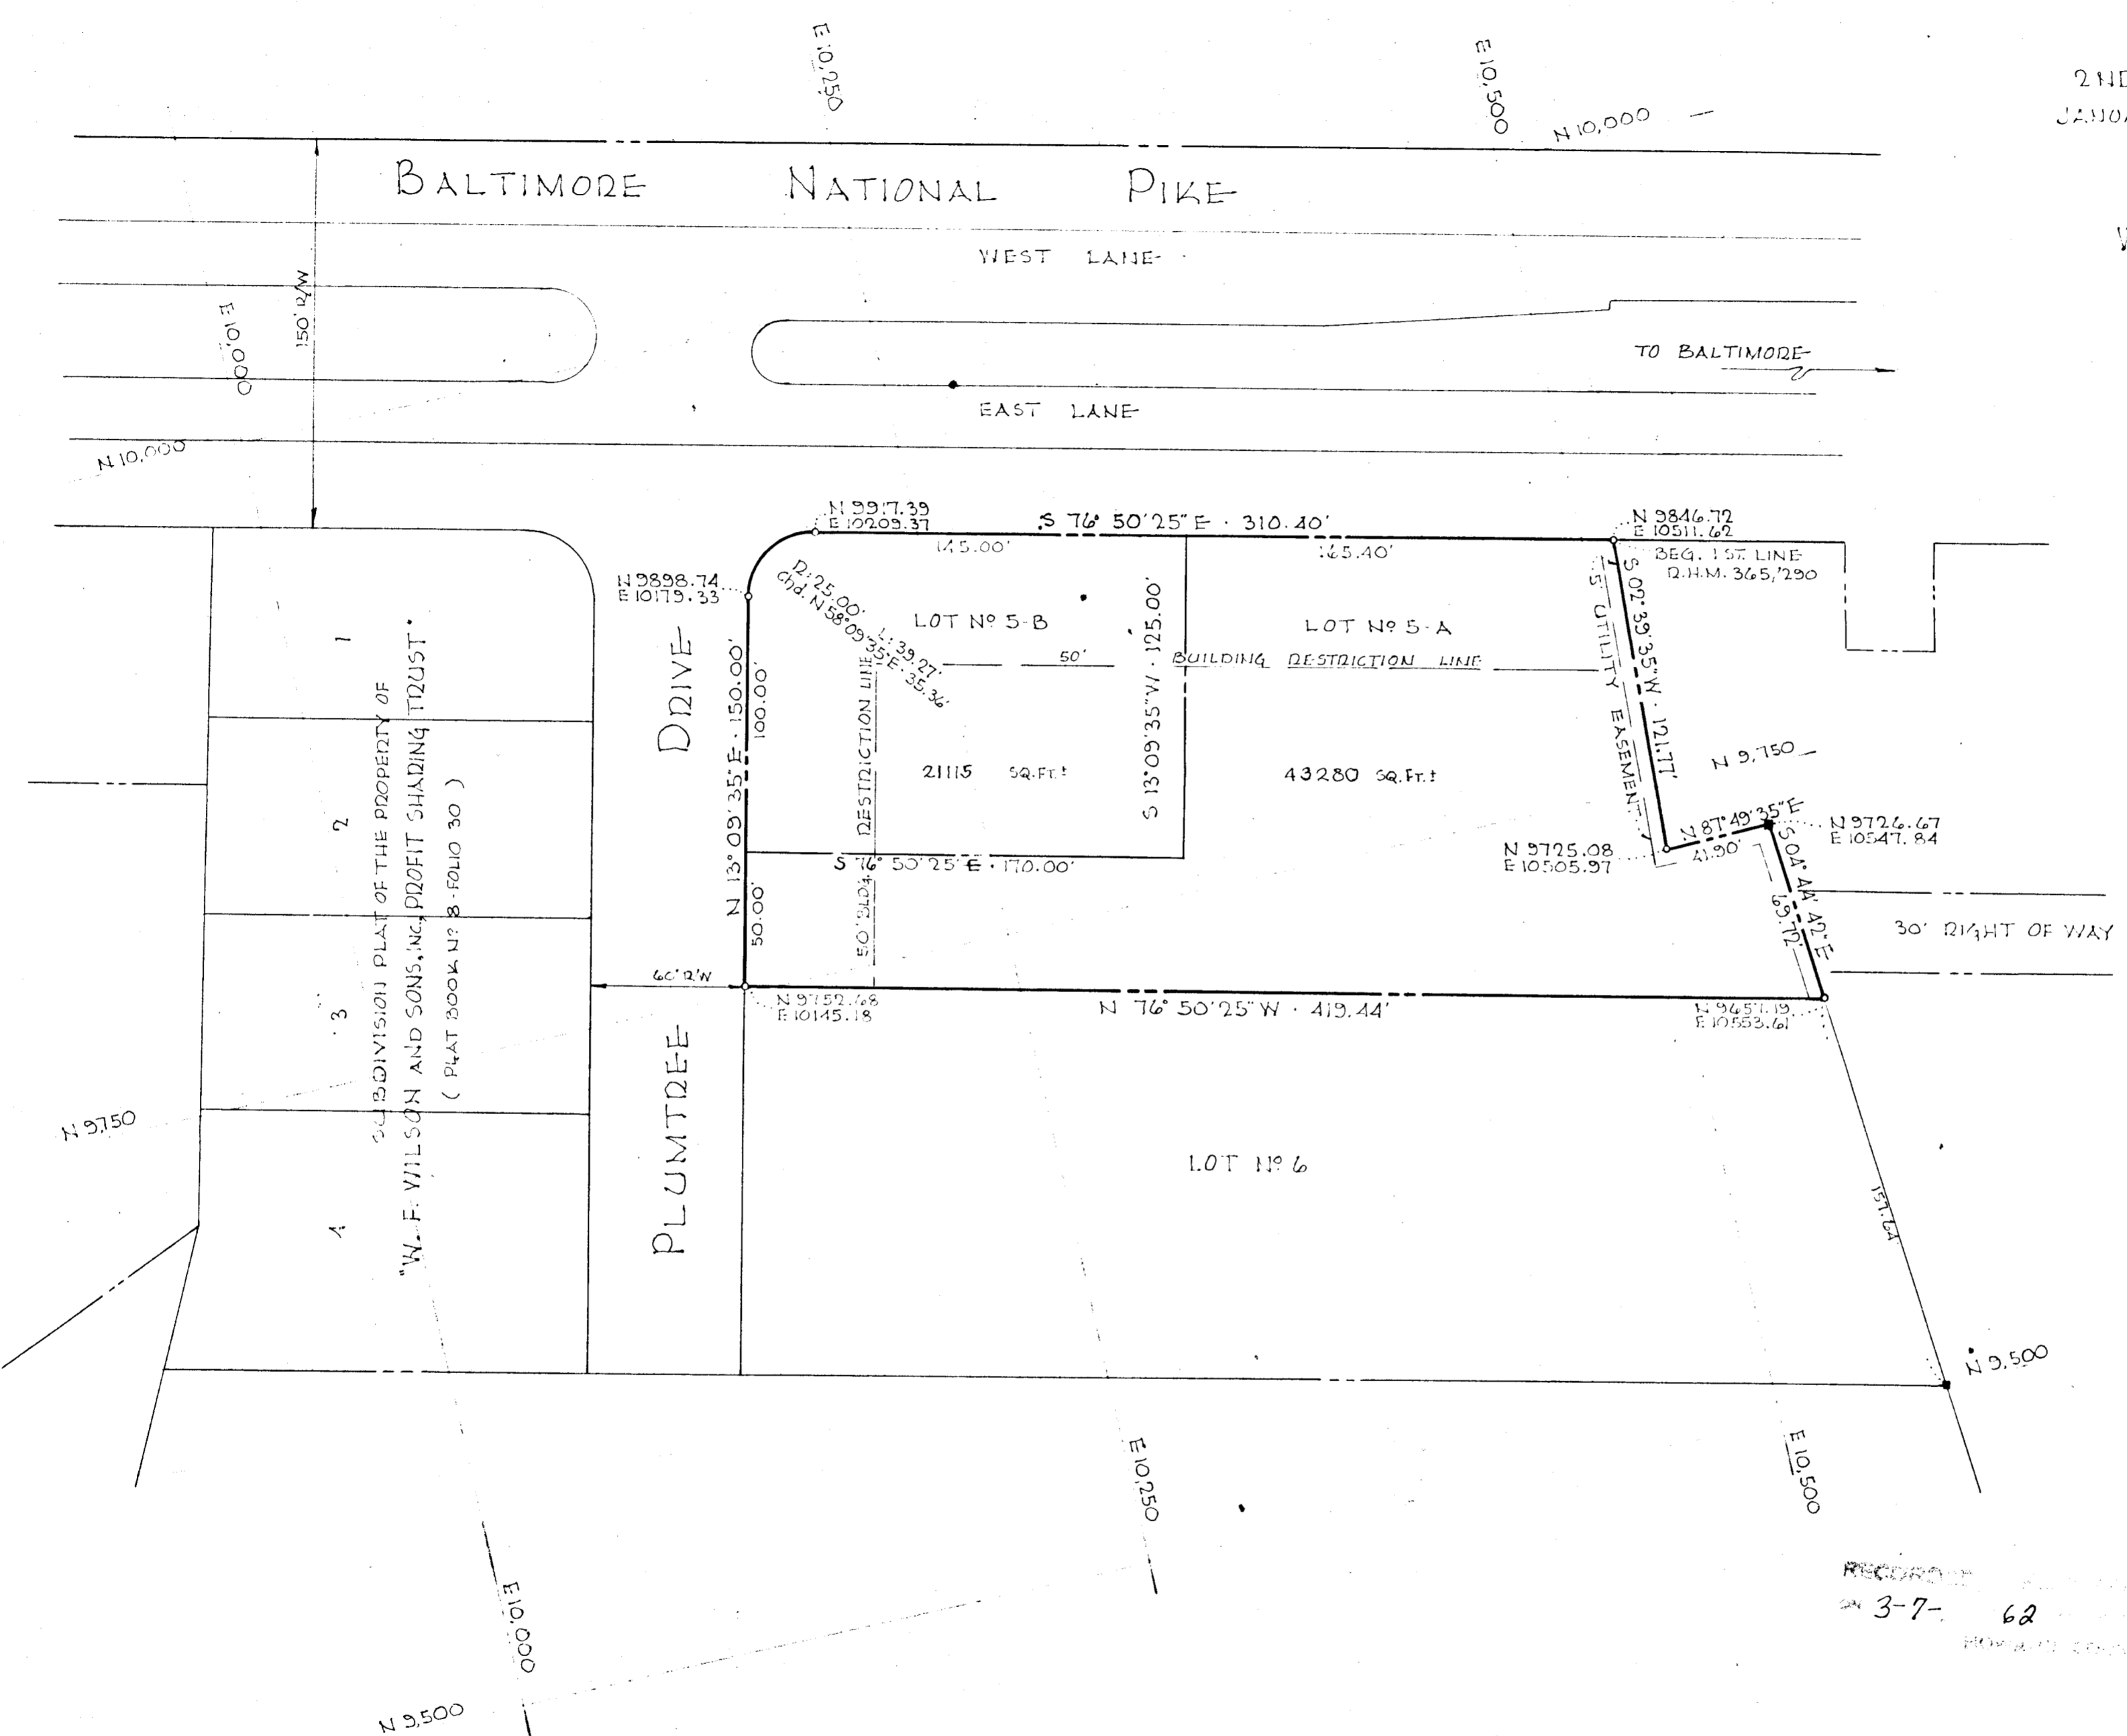 E 10,250
E 10,500
N 10,000
2ND
BALTIMORE NATIONAL PIKE
WEST LANE
150' R/W
E 10,000
TO BALTIMORE
EAST LANE
N 10,000
N 9917.39
E 10209.37
S 76° 50' 25" E · 310.40'
145.00'
165.40'
N 9846.72
E 10511.62
BEG. 1ST. LINE
R.H.M. 365/290
N 9898.74
E 10179.33
R: 25.00' L: 39.27'
chd. N 58° 09' 35" E · 35.36'
LOT Nº 5-B
LOT Nº 5-A
50' BUILDING RESTRICTION LINE
S 02° 39' 35" W · 121.77'
5' UTILITY EASEMENT
S 13° 09' 35" W · 125.00'
DRIVE
N 13° 09' 35" E · 150.00'
100.00'
50' BLDG. RESTRICTION LINE
21115 SQ.FT.±
43280 SQ.FT.±
N 9,750
N 87° 49' 35" E
41.90'
N 9726.67
E 10547.84
N 9725.08
E 10505.97
S 04° 44' 42" E
69.72'
S 76° 50' 25" E · 170.00'
50.00'
30' RIGHT OF WAY
60' R/W
N 9752.68
E 10145.18
N 76° 50' 25" W · 419.44'
N 9657.19
E 10553.61
1
2
3
4
SUBDIVISION PLAT OF THE PROPERTY OF
"W. F. WILSON AND SONS, INC., PROFIT SHARING TRUST"
( PLAT BOOK Nº 8 - FOLIO 30 )
PLUMTREE
N 9,750
LOT Nº 6
157.64'
N 9,500
E 10,250
E 10,500
E 10,000
N 9,500
RECORDED
ON 3-7- 62